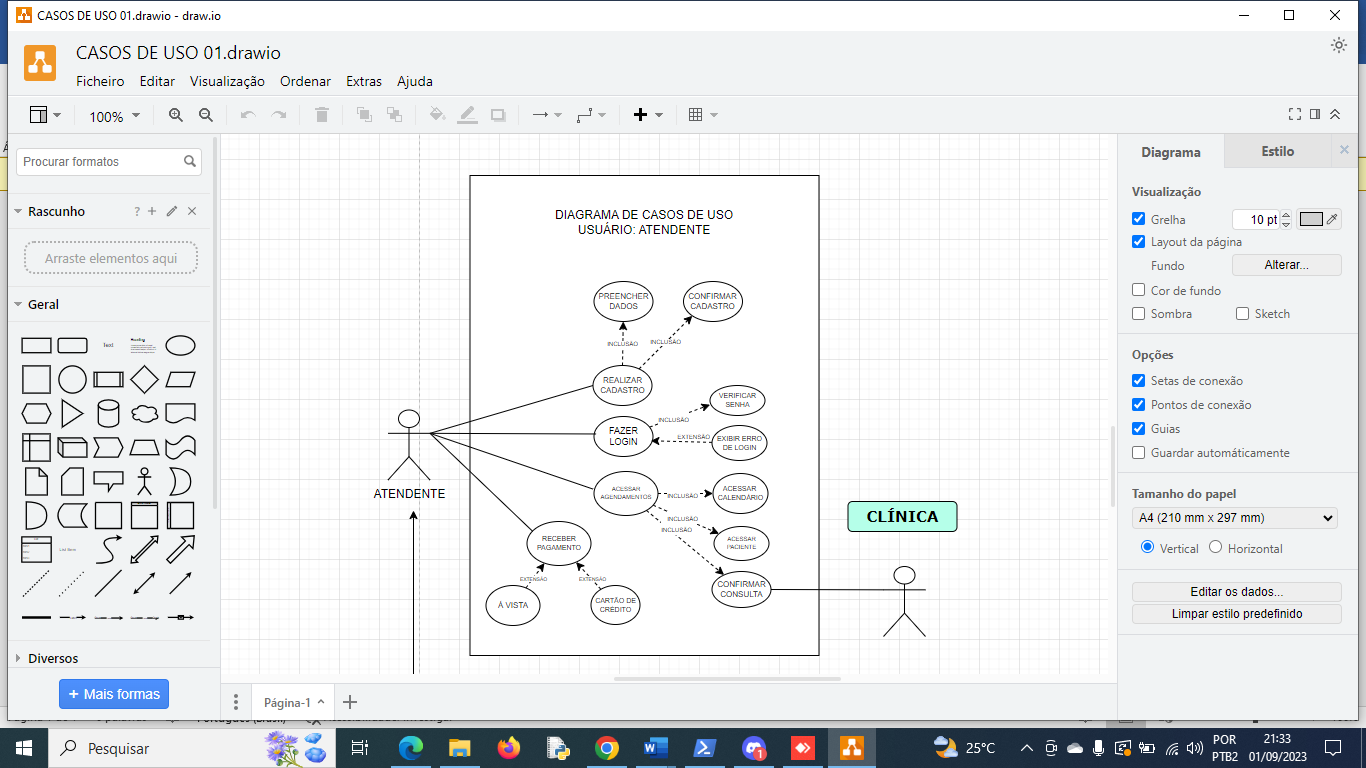 CASOS DE USO 01.drawio - draw.io
CASOS DE USO 01.drawio
Ficheiro Editar Visualização Ordenar Extras Ajuda
100%
Procurar formatos
Rascunho
?
Arraste elementos aqui
Geral
Text
Heading
List Item
Diversos
+ Mais formas
DIAGRAMA DE CASOS DE USO
USUÁRIO: ATENDENTE
PREENCHER
DADOS
CONFIRMAR
CADASTRO
INCLUSÃO
INCLUSÃO
REALIZAR
CADASTRO
VERIFICAR
SENHA
INCLUSÃO
FAZER
LOGIN
EXTENSÃO
EXIBIR ERRO
DE LOGIN
ATENDENTE
ACESSAR
AGENDAMENTOS
INCLUSÃO
ACESSAR
CALENDÁRIO
INCLUSÃO
INCLUSÃO
ACESSAR
PACIENTE
RECEBER
PAGAMENTO
EXTENSÃO
EXTENSÃO
CONFIRMAR
CONSULTA
À VISTA
CARTÃO DE
CRÉDITO
CLÍNICA
Página-1
Diagrama
Estilo
Visualização
Grelha
10 pt
Layout da página
Fundo
Alterar...
Cor de fundo
Sombra
Sketch
Opções
Setas de conexão
Pontos de conexão
Guias
Guardar automáticamente
Tamanho do papel
A4 (210 mm x 297 mm)
Vertical
Horizontal
Editar os dados...
Limpar estilo predefinido
Pesquisar
1
25°C
POR
PTB2
21:33
01/09/2023